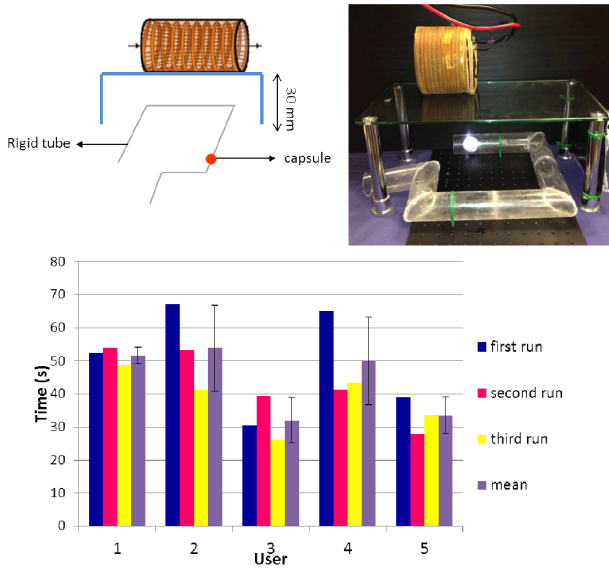 30 mm
Rigid tube
capsule
80
70
60
50
40
30
20
10
0
Time (s)
1 2 3 4 5
User
first run
second run
third run
mean